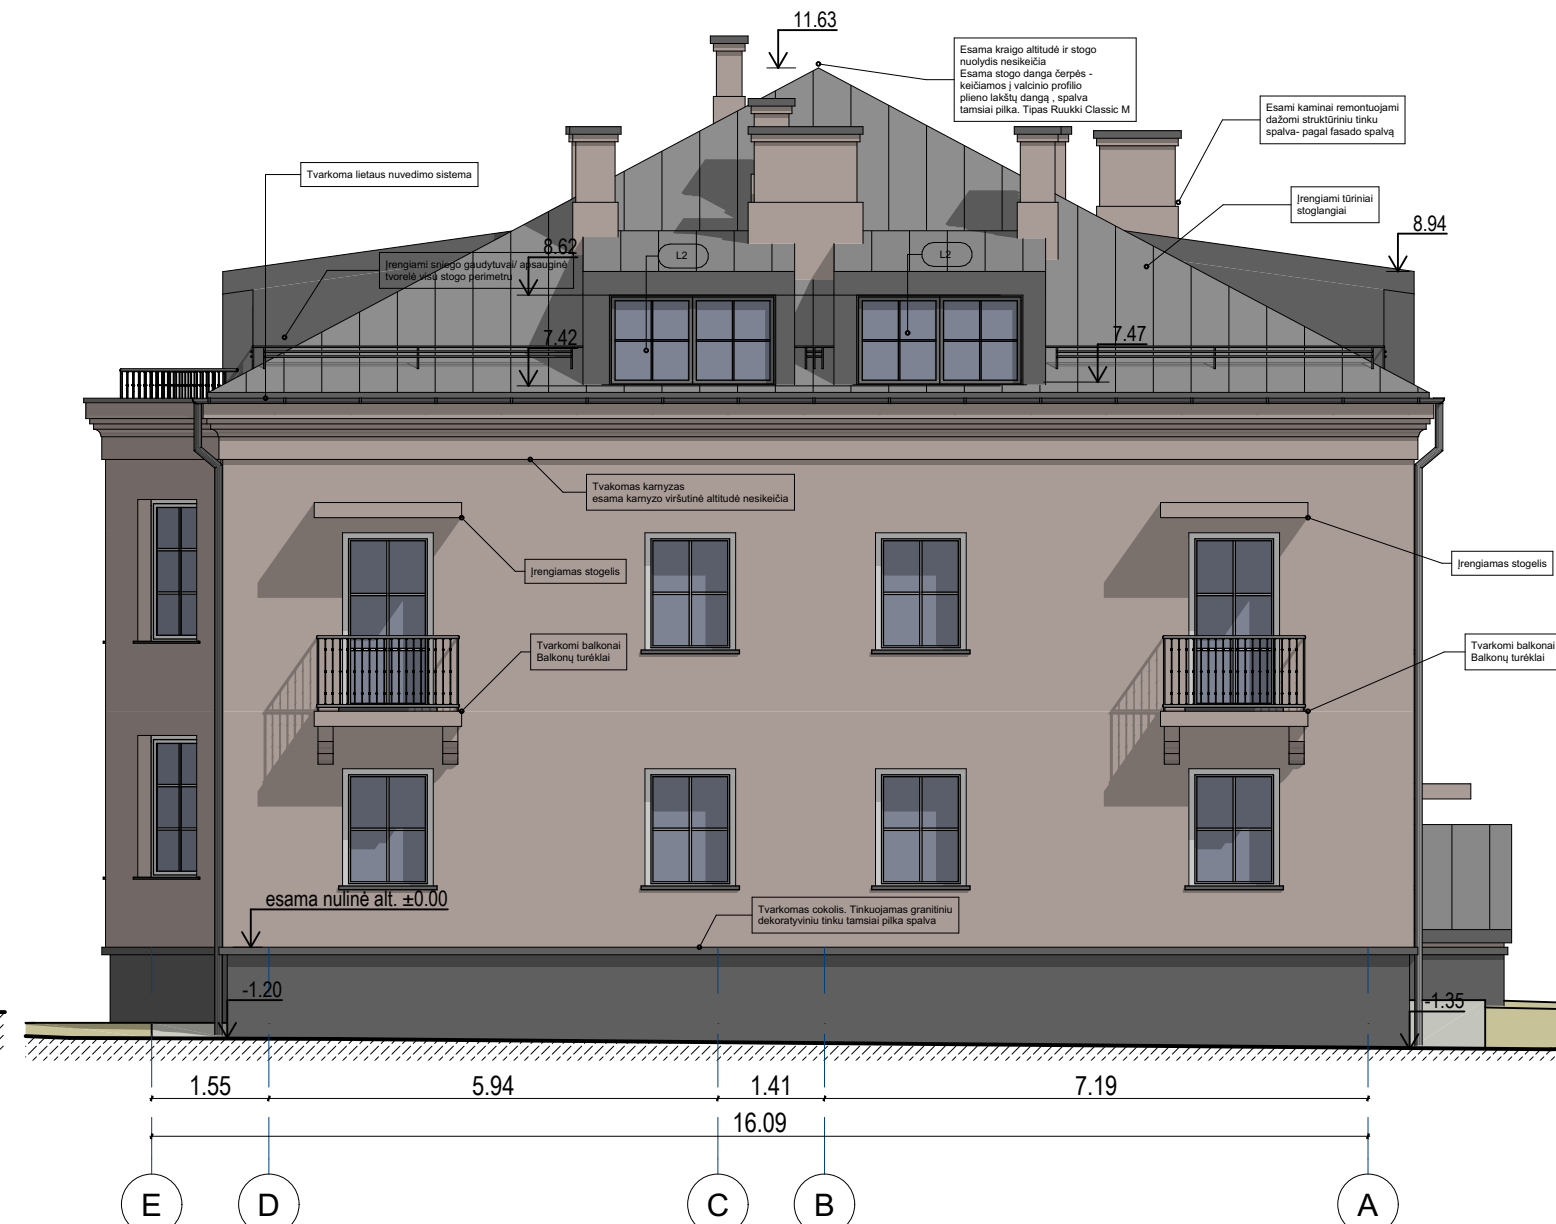 11.63
Esama kraigo altitudė ir stogo
nuolydis nesikeičia
Esama stogo danga čerpės -
keičiamos į valcinio profilio
plieno lakštų dangą , spalva
tamsiai pilka. Tipas Ruukki Classic M
Esami kaminai remontuojami
dažomi struktūriniu tinku
spalva- pagal fasado spalvą
Tvarkoma lietaus nuvedimo sistema
Įrengiami tūriniai
stoglangiai
8.94
8.62
L2
L2
Įrengiami sniego gaudytuvai/ apsauginė
tvorelė visu stogo perimetru
7.42
7.47
Tvakomas karnyzas
esama karnyzo viršutinė altitudė nesikeičia
Įrengiamas stogelis
Įrengiamas stogelis
Tvarkomi balkonai
Balkonų turėklai
Tvarkomi balkonai
Balkonų turėklai
esama nulinė alt. ±0.00
Tvarkomas cokolis. Tinkuojamas granitiniu
dekoratyviniu tinku tamsiai pilka spalva
-1.20
-1.35
1.55
5.94
1.41
7.19
16.09
E
D
C
B
A